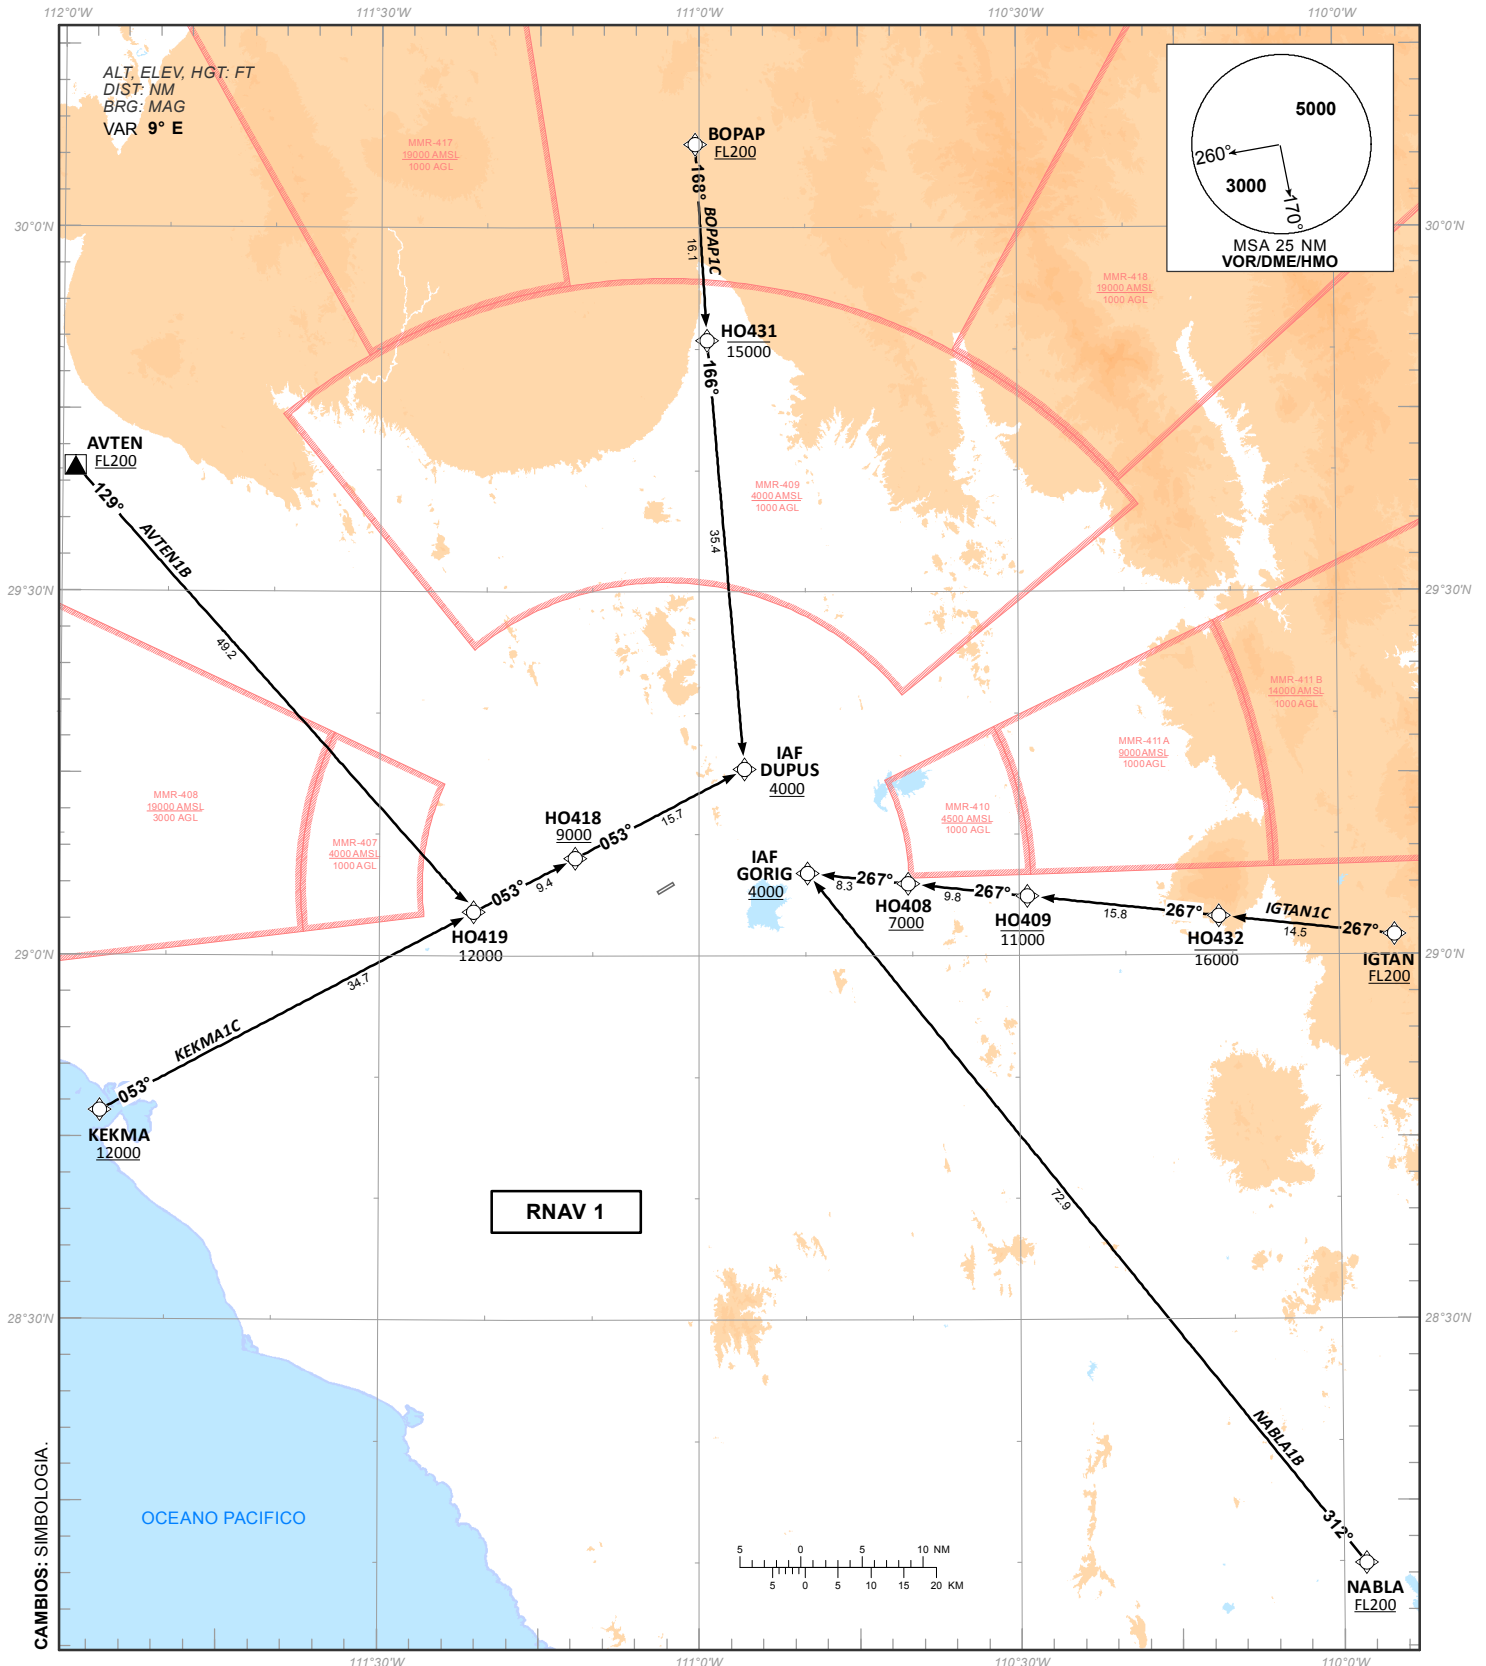 112°0'W
111°30'W
111°0'W
110°30'W
110°0'W
ALT, ELEV, HGT: FT
DIST: NM
BRG: MAG
VAR 9° E
MMR-417
19000 AMSL
1000 AGL
BOPAP
FL200
168°
BOPAP1C
16.1
5000
260°
3000
170°
MSA 25 NM
VOR/DME/HMO
30°0'N
30°0'N
MMR-418
19000 AMSL
1000 AGL
HO431
15000
166°
AVTEN
FL200
129°
AVTEN1B
49.2
MMR-409
4000 AMSL
1000 AGL
35.4
29°30'N
29°30'N
MMR-411 B
14000 AMSL
1000 AGL
MMR-411 A
9000 AMSL
1000 AGL
IAF
DUPUS
4000
MMR-408
19000 AMSL
3000 AGL
MMR-407
4000 AMSL
1000 AGL
MMR-410
4500 AMSL
1000 AGL
HO418
9000
053°
15.7
053°
9.4
HO419
12000
IAF
GORIG
4000
8.3
267°
HO408
7000
9.8
267°
HO409
11000
15.8
267°
HO432
16000
IGTAN1C
14.5
267°
IGTAN
FL200
29°0'N
29°0'N
34.7
KEKMA1C
053°
KEKMA
12000
RNAV 1
72.9
28°30'N
28°30'N
NABLA1B
312°
NABLA
FL200
OCEANO PACIFICO
5 0 5 10 NM
5 0 5 10 15 20 KM
CAMBIOS: SIMBOLOGIA.
111°30'W
111°0'W
110°30'W
110°0'W